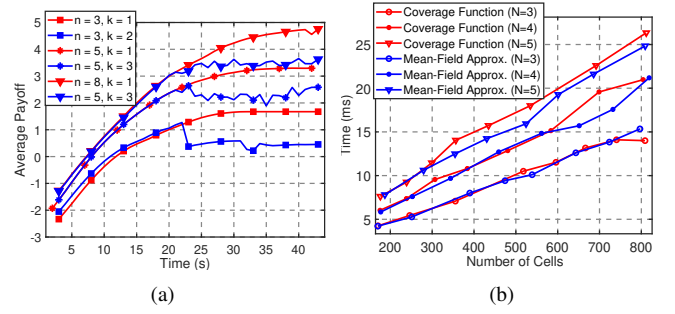 n = 3, k = 1
n = 3, k = 2
n = 5, k = 1
n = 5, k = 3
n = 8, k = 1
n = 5, k = 3
5
4
3
2
1
0
-1
-2
-3
Average Payoff
5 10 15 20 25 30 35 40
Time (s)
(a)
Coverage Function (N=3)
Coverage Function (N=4)
Coverage Function (N=5)
Mean-Field Approx. (N=3)
Mean-Field Approx. (N=4)
Mean-Field Approx. (N=5)
25
20
15
10
5
Time (ms)
200 300 400 500 600 700 800
Number of Cells
(b)